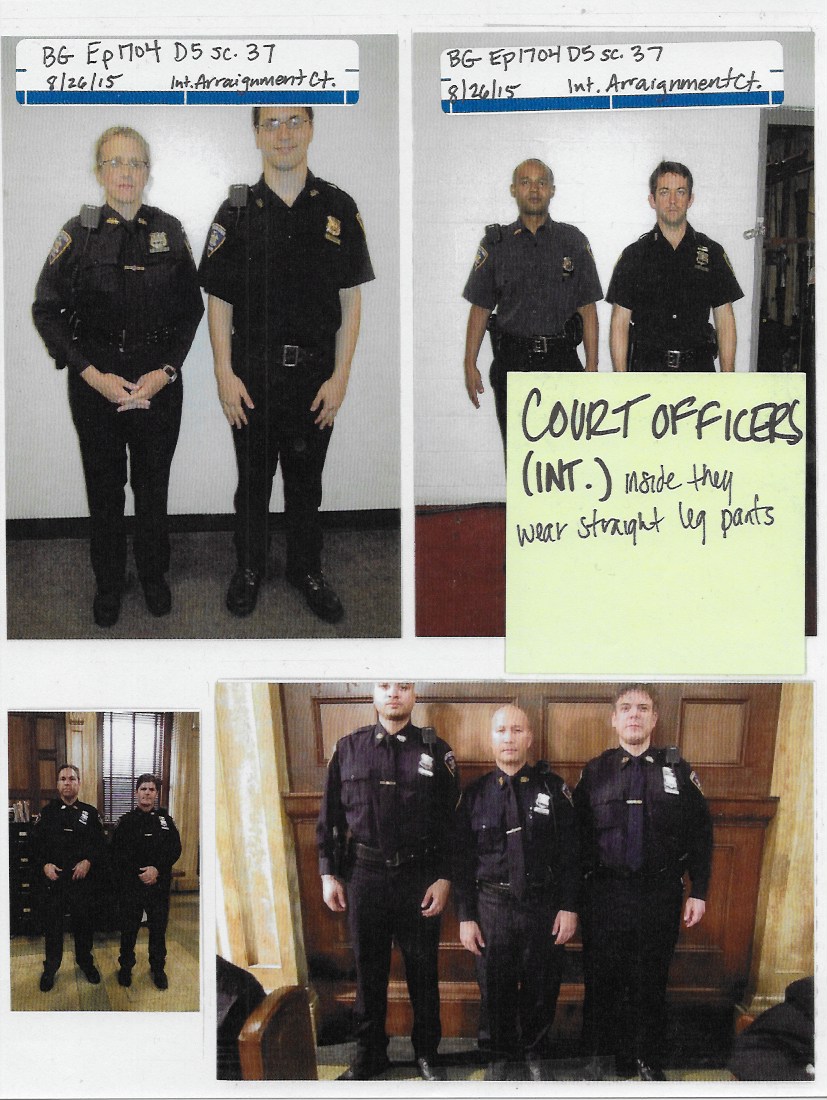 BG Ep1704 D5 sc. 37
8/26/15 Int. Arraignment Ct.
BG Ep1704 D5 sc. 37
8/26/15 Int. Arraignment Ct.
COURT OFFICERS
(INT.) inside they
wear straight leg pants